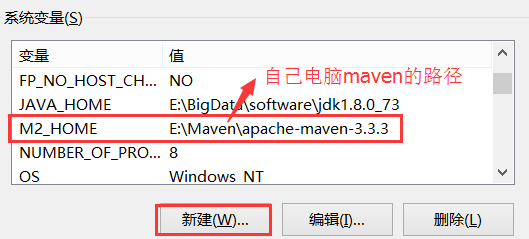 系统变量(S)
变量 值
自己电脑maven的路径
FP_NO_HOST_CH... NO
JAVA_HOME E:\BigData\software\jdk1.8.0_73
M2_HOME E:\Maven\apache-maven-3.3.3
NUMBER_OF_PRO... 8
OS Windows_NT
新建(W)... 编辑(I)... 删除(L)